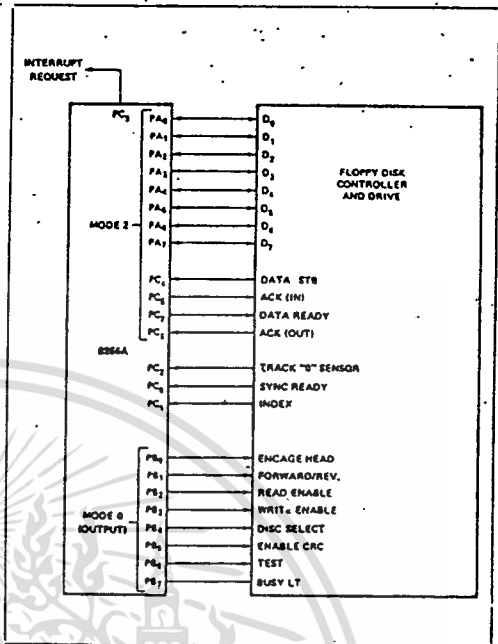 INTERRUPT
REQUEST
PC3
PA0 D0
PA1 D1
PA2 D2
PA3 D3
PA4 D4
PA5 D5
PA6 D6
PA7 D7
FLOPPY DISK
CONTROLLER
AND DRIVE
MODE 2
PC4 DATA STB
PC5 ACK (IN)
PC7 DATA READY
PC6 ACK (OUT)
PC2 TRACK "0" SENSOR
PC0 SYNC READY
PC1 INDEX
MODE 0
(OUTPUT)
PB0 ENGAGE HEAD
PB1 FORWARD/REV.
PB2 READ ENABLE
PB3 WRITE ENABLE
PB4 DISC SELECT
PB5 ENABLE CRC
PB6 TEST
PB7 BUSY LT